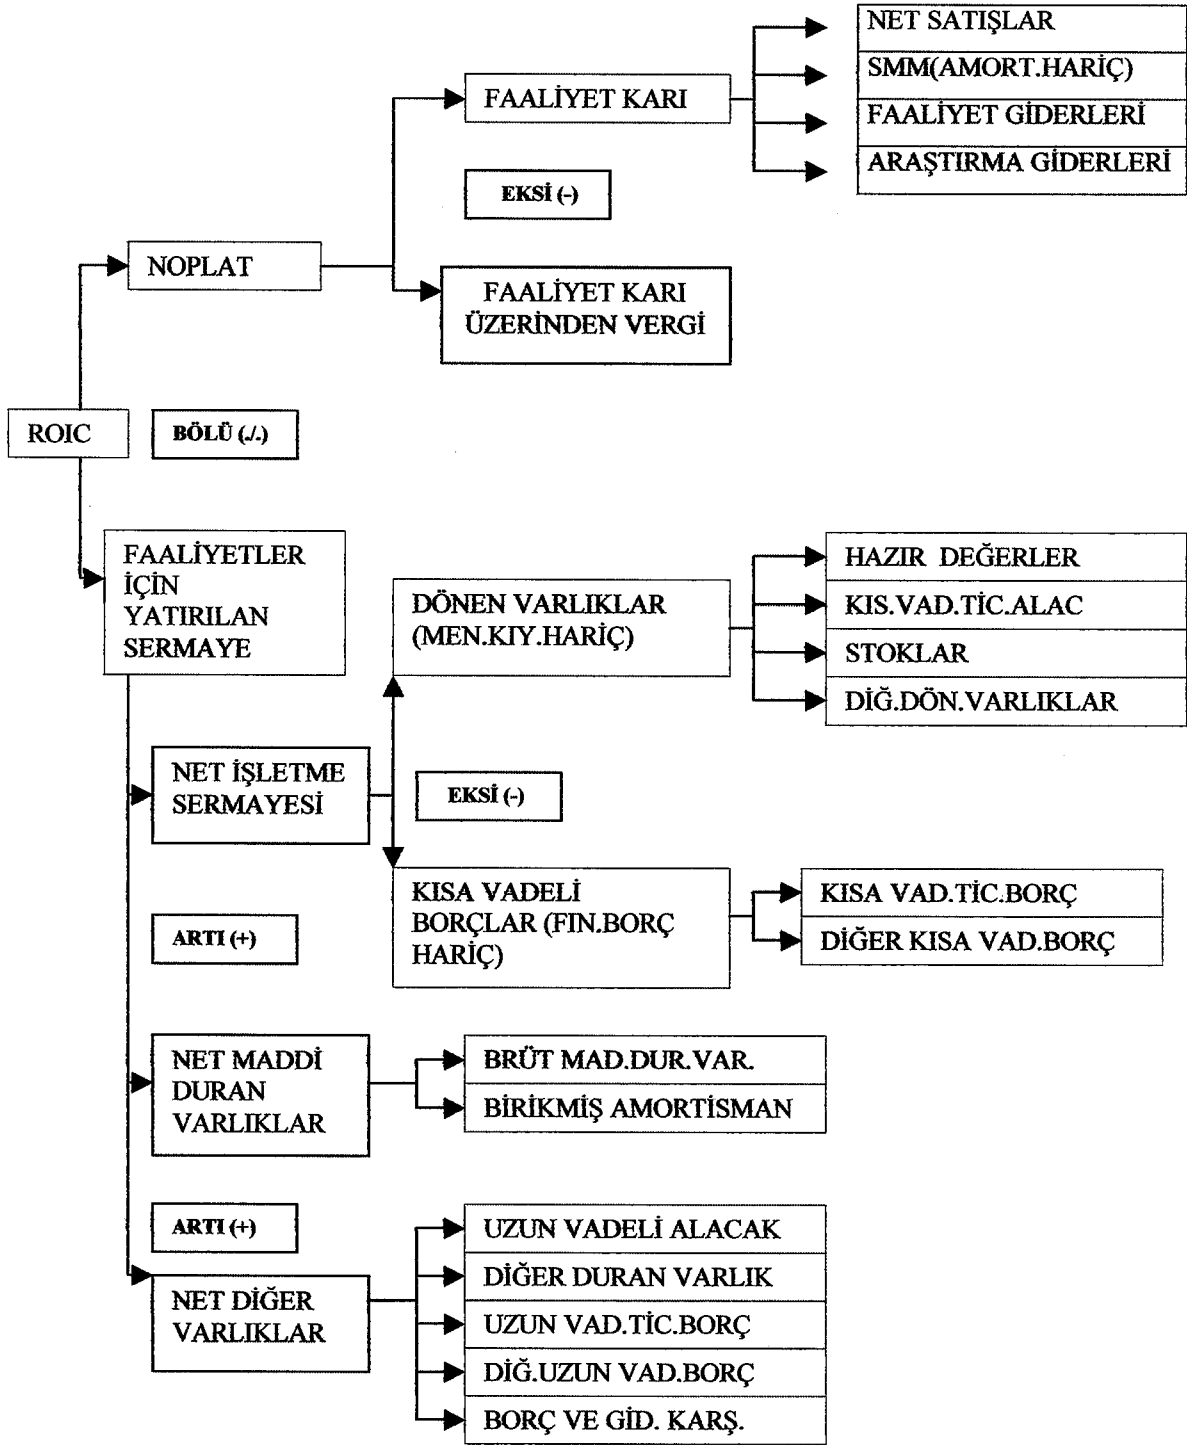 NET SATIŞLAR
SMM(AMORT.HARİÇ)
FAALİYET KARI
FAALİYET GİDERLERİ
ARAŞTIRMA GİDERLERİ
EKSİ (-)
NOPLAT
FAALİYET KARI
ÜZERİNDEN VERGİ
ROIC
BÖLÜ (./.)
FAALİYETLER
İÇİN
YATIRILAN
SERMAYE
DÖNEN VARLIKLAR
(MEN.KIY.HARİÇ)
HAZIR DEĞERLER
KIS.VAD.TİC.ALAC
STOKLAR
DİĞ.DÖN.VARLIKLAR
NET İŞLETME
SERMAYESİ
EKSİ (-)
KISA VADELİ
BORÇLAR (FIN.BORÇ
HARİÇ)
KISA VAD.TİC.BORÇ
DİĞER KISA VAD.BORÇ
ARTI (+)
NET MADDİ
DURAN
VARLIKLAR
BRÜT MAD.DUR.VAR.
BİRİKMİŞ AMORTİSMAN
ARTI (+)
NET DİĞER
VARLIKLAR
UZUN VADELİ ALACAK
DİĞER DURAN VARLIK
UZUN VAD.TİC.BORÇ
DİĞ.UZUN VAD.BORÇ
BORÇ VE GİD. KARŞ.